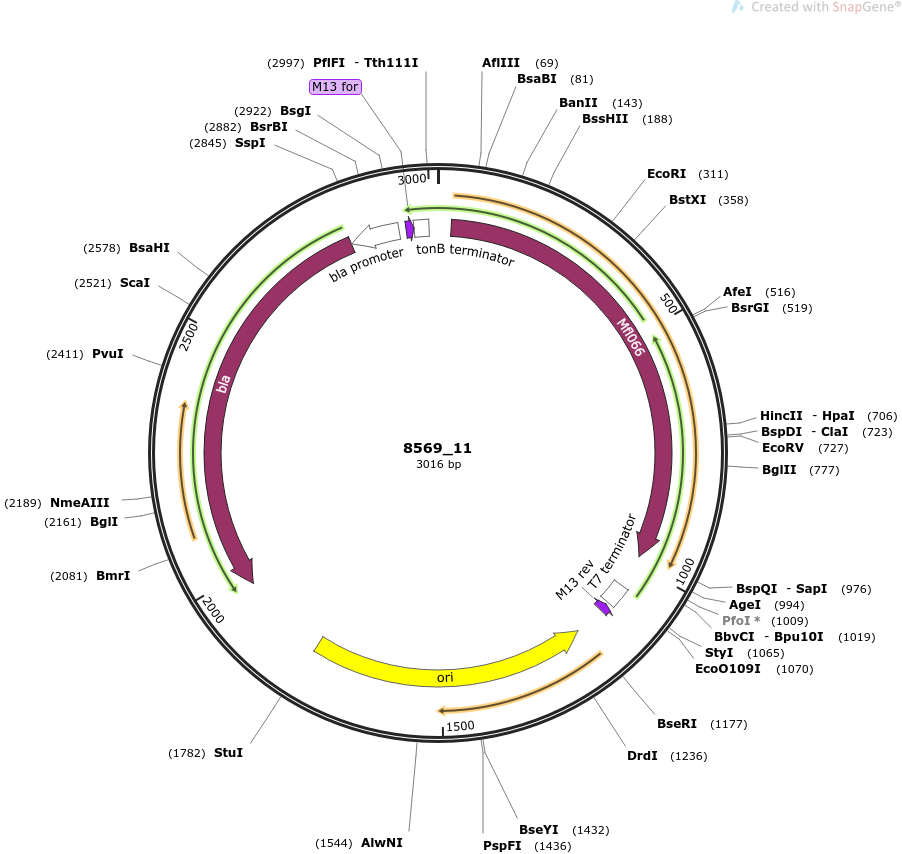 Created with SnapGene®
(2997) PflFI - Tth111I
AflIII (69)
M13 for
BsaBI (81)
(2922) BsgI
BanII (143)
(2882) BsrBI
BssHII (188)
(2845) SspI
3000
EcoRI (311)
BstXI (358)
(2578) BsaHI
bla promoter
tonB terminator
(2521) ScaI
AfeI (516)
500
BsrGI (519)
2500
Mfl066
(2411) PvuI
bla
HincII - HpaI (706)
BspDI - ClaI (723)
8569_11
EcoRV (727)
3016 bp
BglII (777)
(2189) NmeAIII
(2161) BglI
T7 terminator
M13 rev
(2081) BmrI
1000
BspQI - SapI (976)
AgeI (994)
2000
PfoI * (1009)
BbvCI - Bpu10I (1019)
StyI (1065)
EcoO109I (1070)
ori
BseRI (1177)
1500
(1782) StuI
DrdI (1236)
BseYI (1432)
(1544) AlwNI
PspFI (1436)